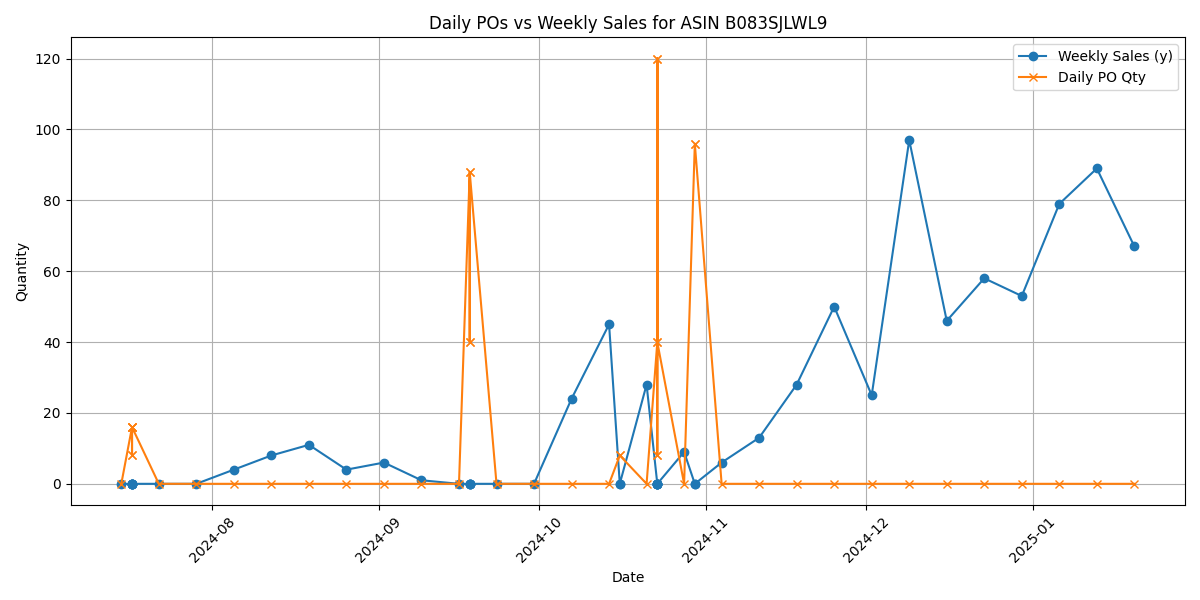 Daily POs vs Weekly Sales for ASIN B083SJLWL9
Weekly Sales (y)
Daily PO Qty
Quantity
120
100
80
60
40
20
0
2024-08
2024-09
2024-10
2024-11
2024-12
2025-01
Date